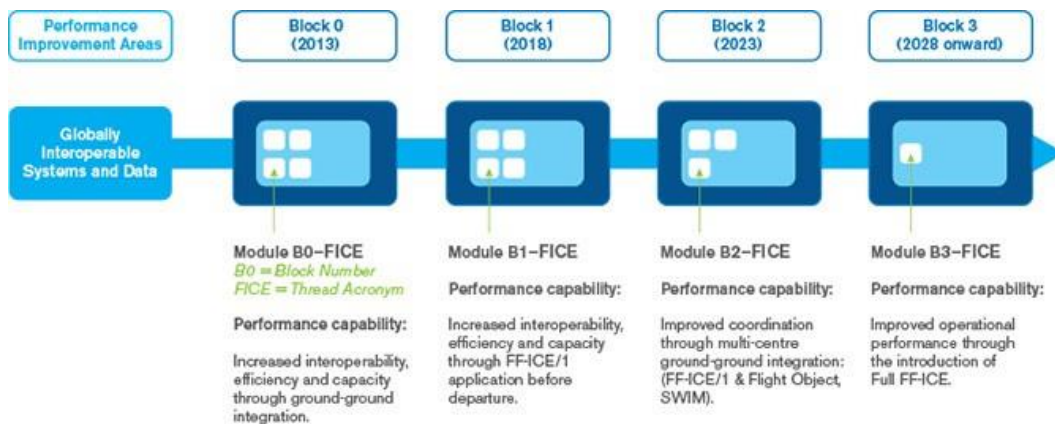 Performance
Improvement Areas
Block 0
(2013)
Block 1
(2018)
Block 2
(2023)
Block 3
(2028 onward)
Globally
Interoperable
Systems and Data
Module B0–FICE
B0 = Block Number
FICE = Thread Acronym
Performance capability:
Increased interoperability,
efficiency and capacity
through ground-ground
integration.
Module B1–FICE
Performance capability:
Increased interoperability,
efficiency and capacity
through FF-ICE/1
application before
departure.
Module B2–FICE
Performance capability:
Improved coordination
through multi-centre
ground-ground integration:
(FF-ICE/1 & Flight Object,
SWIM).
Module B3–FICE
Performance capability:
Improved operational
performance through
the introduction of
Full FF-ICE.